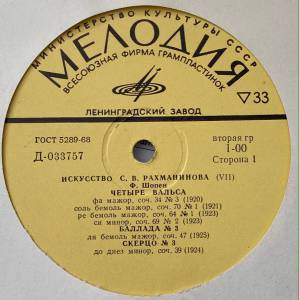 МИНИСТЕРСТВО КУЛЬТУРЫ СССР
МЕЛОДИЯ
ВСЕСОЮЗНАЯ ФИРМА ГРАМПЛАСТИНОК
▽33
ЛЕНИНГРАДСКИЙ ЗАВОД
ГОСТ 5289-68
вторая гр
Д-033757
1-00
Сторона 1
ИСКУССТВО С. В. РАХМАНИНОВА (VII)
Ф. Шопен
ЧЕТЫРЕ ВАЛЬСА
фа мажор, соч. 34 № 3 (1920)
соль бемоль мажор, соч. 70 № 1 (1921)
ре бемоль мажор, соч. 64 № 1 (1923)
си минор, соч. 69 № 2 (1927)
БАЛЛАДА № 3
ля бемоль мажор, соч. 47 (1925)
СКЕРЦО № 3
до диез минор, соч. 39 (1924)